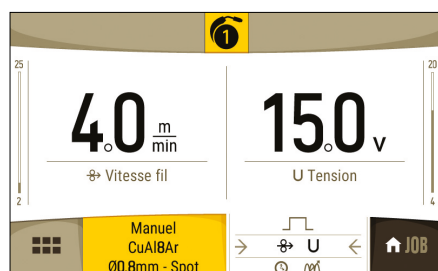 1
25
20
4.0 m/min
15.0 v
Vitesse fil
U Tension
2
4
Manuel
CuAl8Ar
Ø0.8mm - Spot
U
JOB